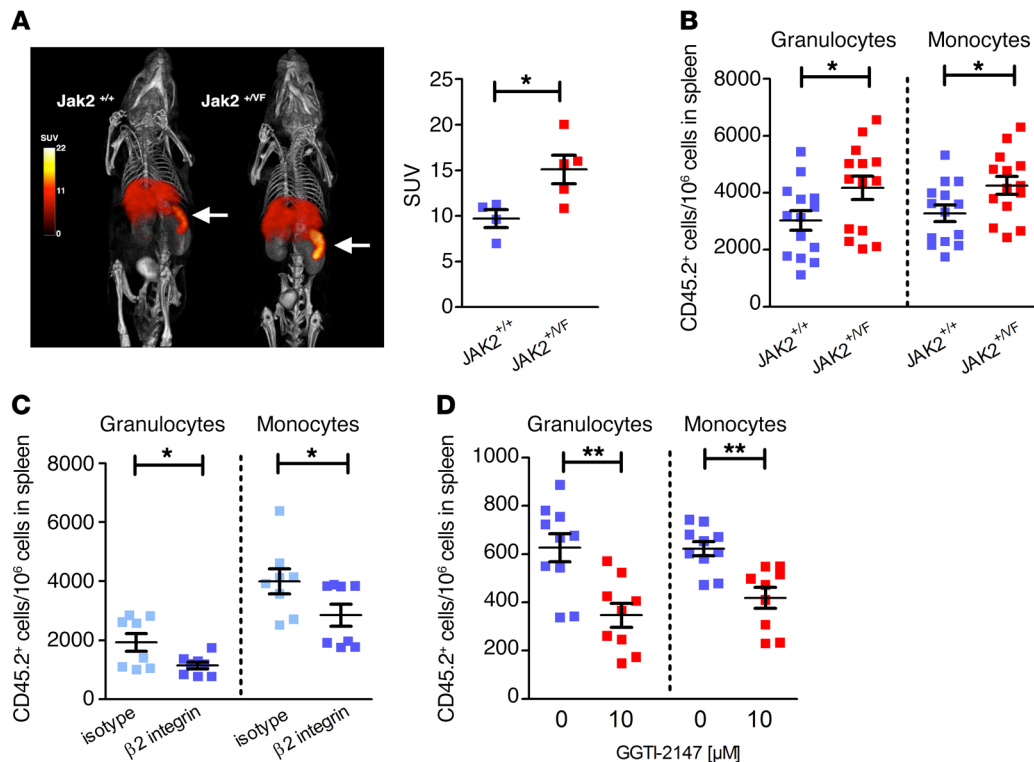 A
Jak2 +/+
Jak2 +/VF
SUV
22
11
0
SUV
25
20
15
10
5
0
*
JAK2+/+
JAK2+/VF
B
Granulocytes
Monocytes
CD45.2+ cells/10⁶ cells in spleen
8000
6000
4000
2000
0
*
*
JAK2+/+
JAK2+/VF
JAK2+/+
JAK2+/VF
C
Granulocytes
Monocytes
CD45.2+ cells/10⁶ cells in spleen
8000
6000
4000
2000
0
*
*
isotype
β2 integrin
isotype
β2 integrin
D
Granulocytes
Monocytes
CD45.2+ cells/10⁶ cells in spleen
1000
800
600
400
200
0
**
**
0
10
0
10
GGTI-2147 [µM]